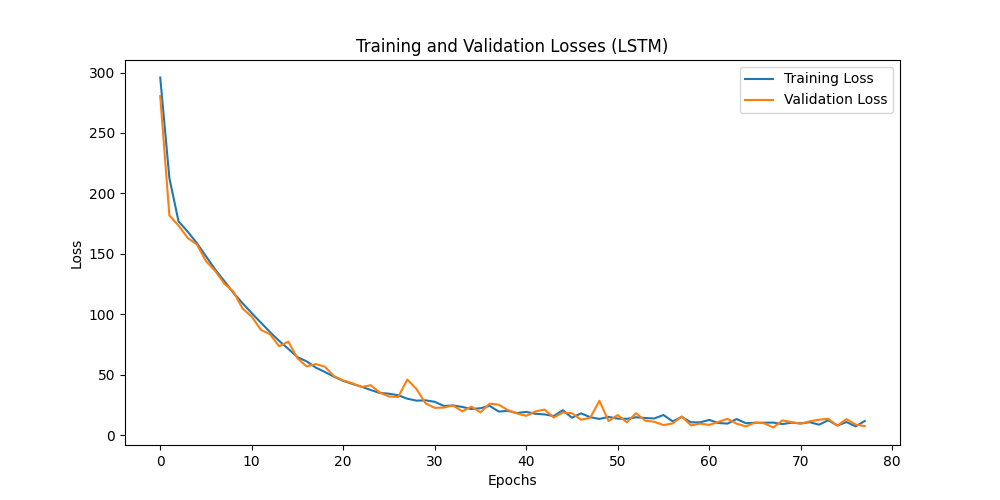 Training and Validation Losses (LSTM)
Training Loss
Validation Loss
300
250
200
150
100
50
0
Loss
0 10 20 30 40 50 60 70 80
Epochs